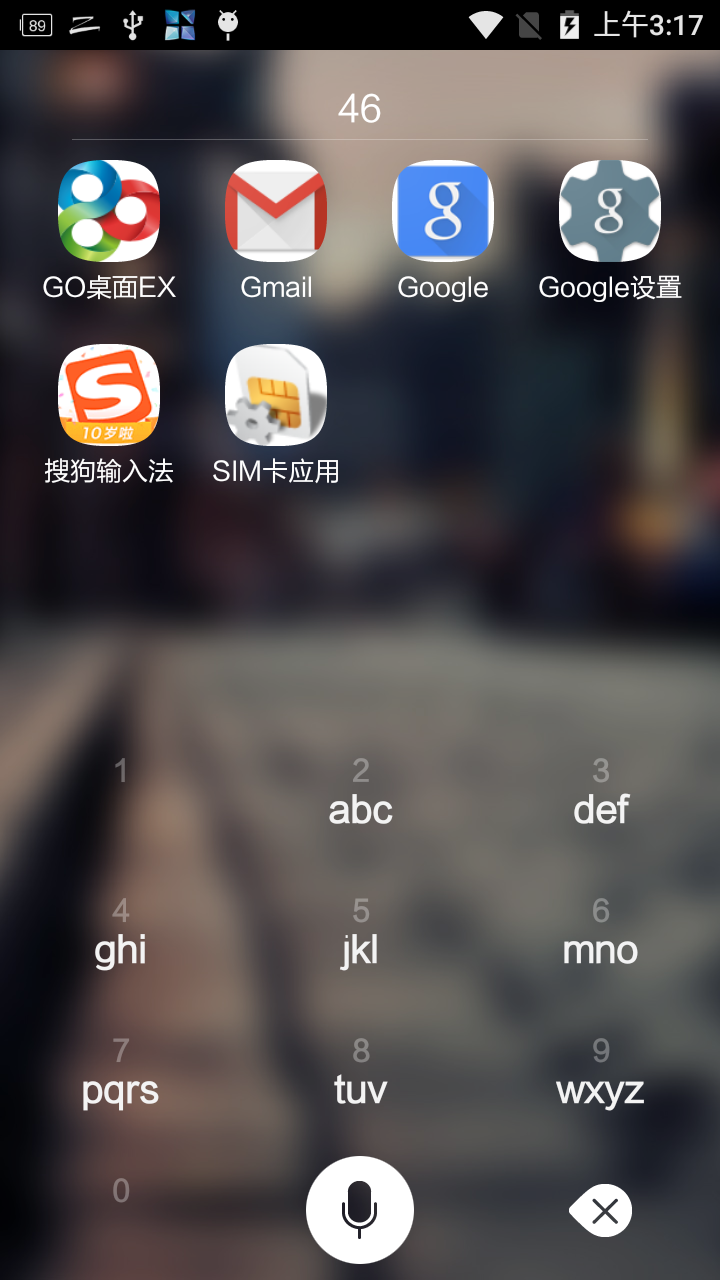 89 上午3:17
46
GO桌面EX Gmail Google Google设置
10岁啦
搜狗输入法 SIM卡应用
1 2 3
abc def
4 5 6
ghi jkl mno
7 8 9
pqrs tuv wxyz
0